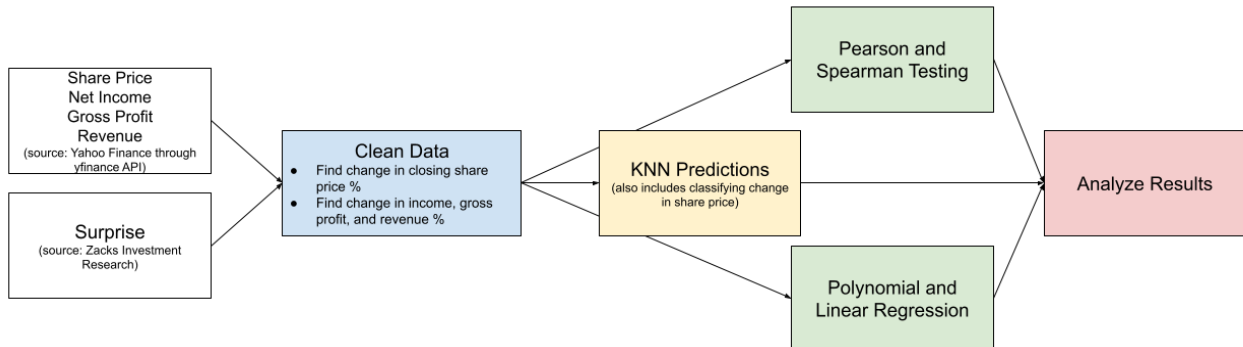 Share Price
Net Income
Gross Profit
Revenue
(source: Yahoo Finance through
yfinance API)
Surprise
(source: Zacks Investment
Research)
Clean Data
● Find change in closing share
price %
● Find change in income, gross
profit, and revenue %
Pearson and
Spearman Testing
KNN Predictions
(also includes classifying change
in share price)
Polynomial and
Linear Regression
Analyze Results